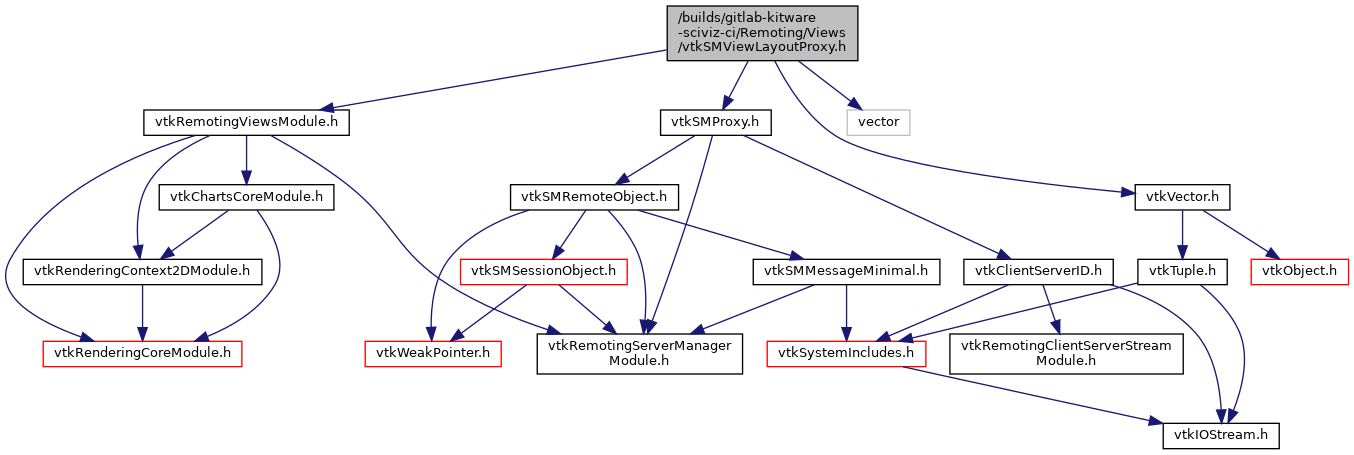 /builds/gitlab-kitware
-sciviz-ci/Remoting/Views
/vtkSMViewLayoutProxy.h
vtkRemotingViewsModule.h
vtkSMProxy.h
vector
vtkChartsCoreModule.h
vtkSMRemoteObject.h
vtkVector.h
vtkRenderingContext2DModule.h
vtkSMSessionObject.h
vtkSMMessageMinimal.h
vtkClientServerID.h
vtkTuple.h
vtkObject.h
vtkRenderingCoreModule.h
vtkWeakPointer.h
vtkRemotingServerManager
Module.h
vtkSystemIncludes.h
vtkRemotingClientServerStream
Module.h
vtkIOStream.h